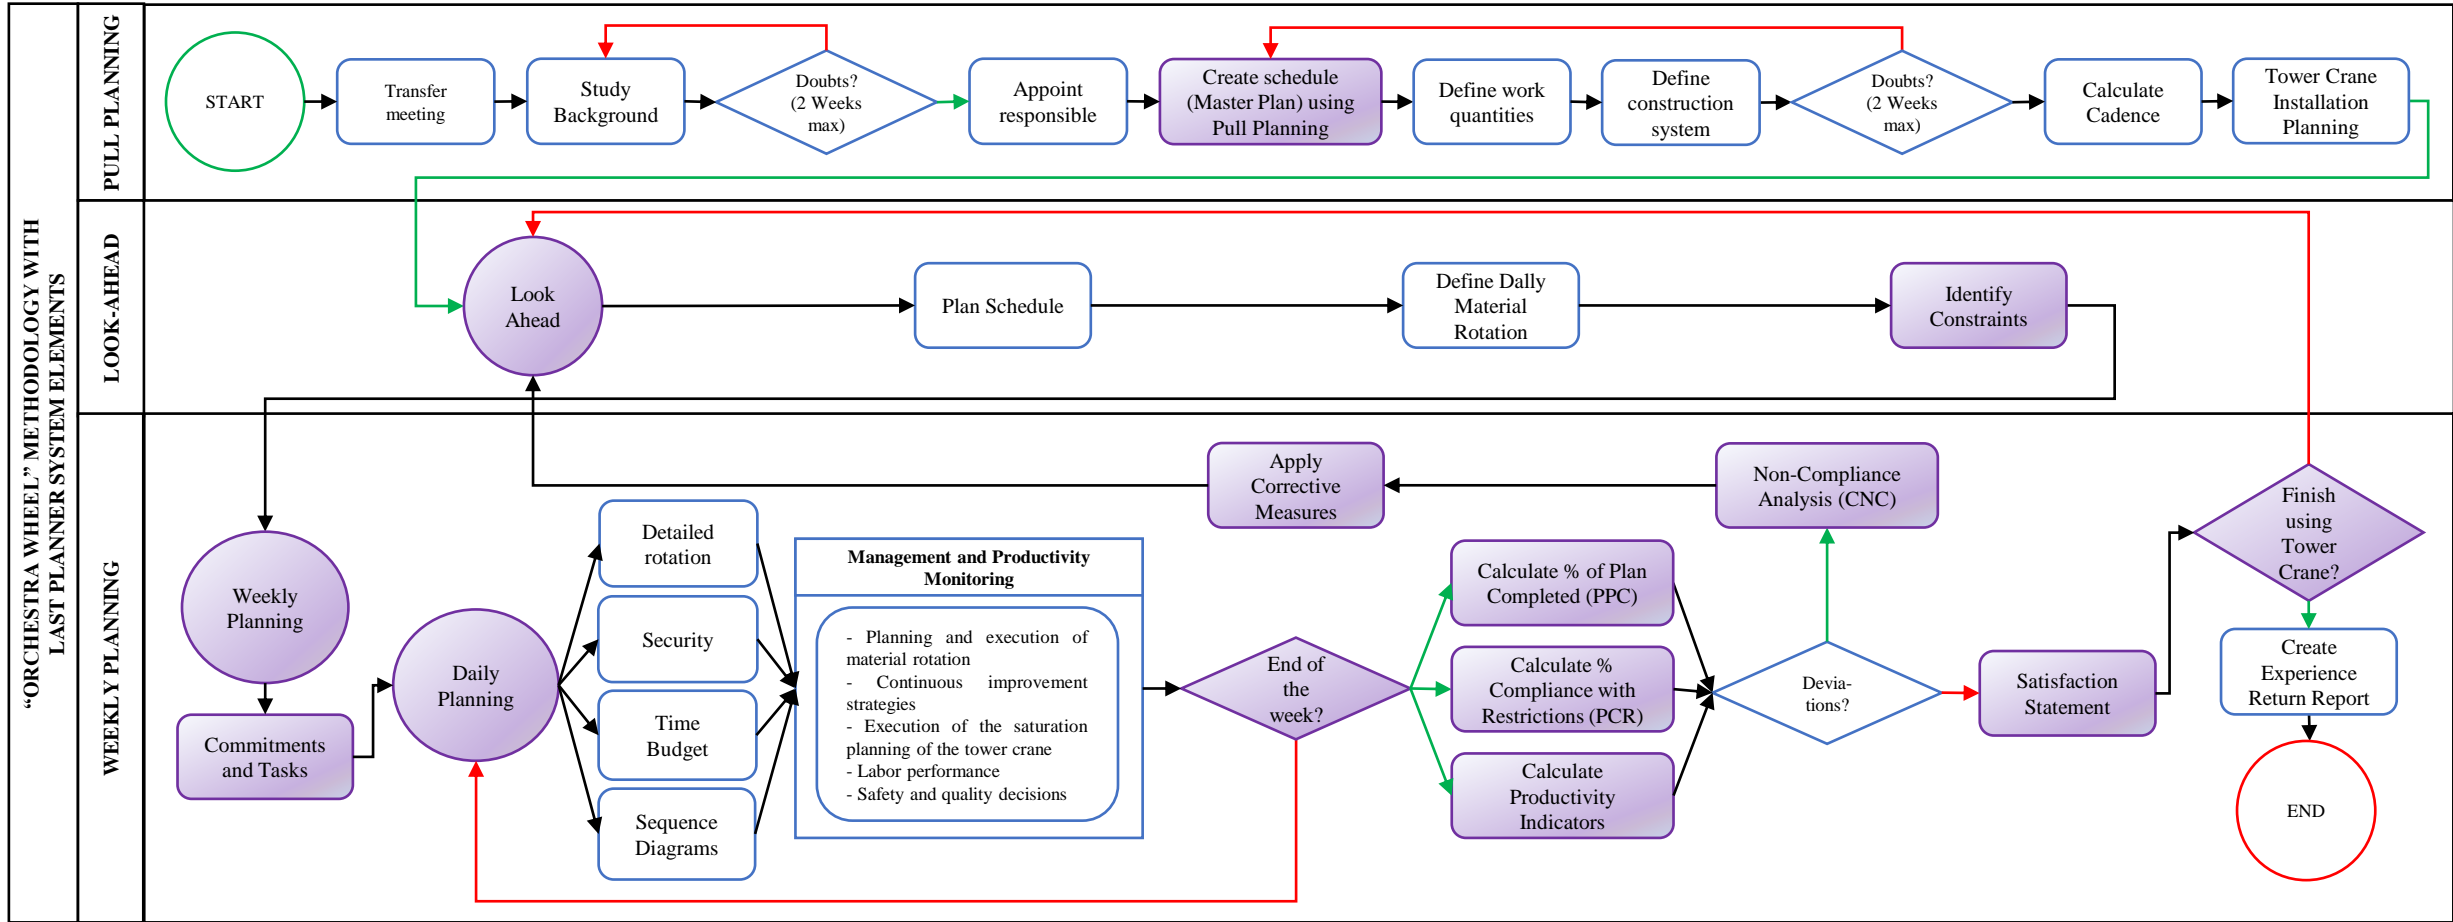 “ORCHESTRA WHEEL” METHODOLOGY WITH
LAST PLANNER SYSTEM ELEMENTS
PULL PLANNING
START
Transfer
meeting
Study
Background
Doubts?
(2 Weeks
max)
Appoint
responsible
Create schedule
(Master Plan) using
Pull Planning
Define work
quantities
Define
construction
system
Doubts?
(2 Weeks
max)
Calculate
Cadence
Tower Crane
Installation
Planning
LOOK-AHEAD
Look
Ahead
Plan Schedule
Define Dally
Material
Rotation
Identify
Constraints
WEEKLY PLANNING
Weekly
Planning
Commitments
and Tasks
Daily
Planning
Detailed
rotation
Security
Time
Budget
Sequence
Diagrams
Management and Productivity
Monitoring
- Planning and execution of
material rotation
- Continuous improvement
strategies
- Execution of the saturation
planning of the tower crane
- Labor performance
- Safety and quality decisions
Apply
Corrective
Measures
End of
the
week?
Calculate % of Plan
Completed (PPC)
Calculate %
Compliance with
Restrictions (PCR)
Calculate
Productivity
Indicators
Non-Compliance
Analysis (CNC)
Devia-
tions?
Satisfaction
Statement
Finish
using
Tower
Crane?
Create
Experience
Return Report
END